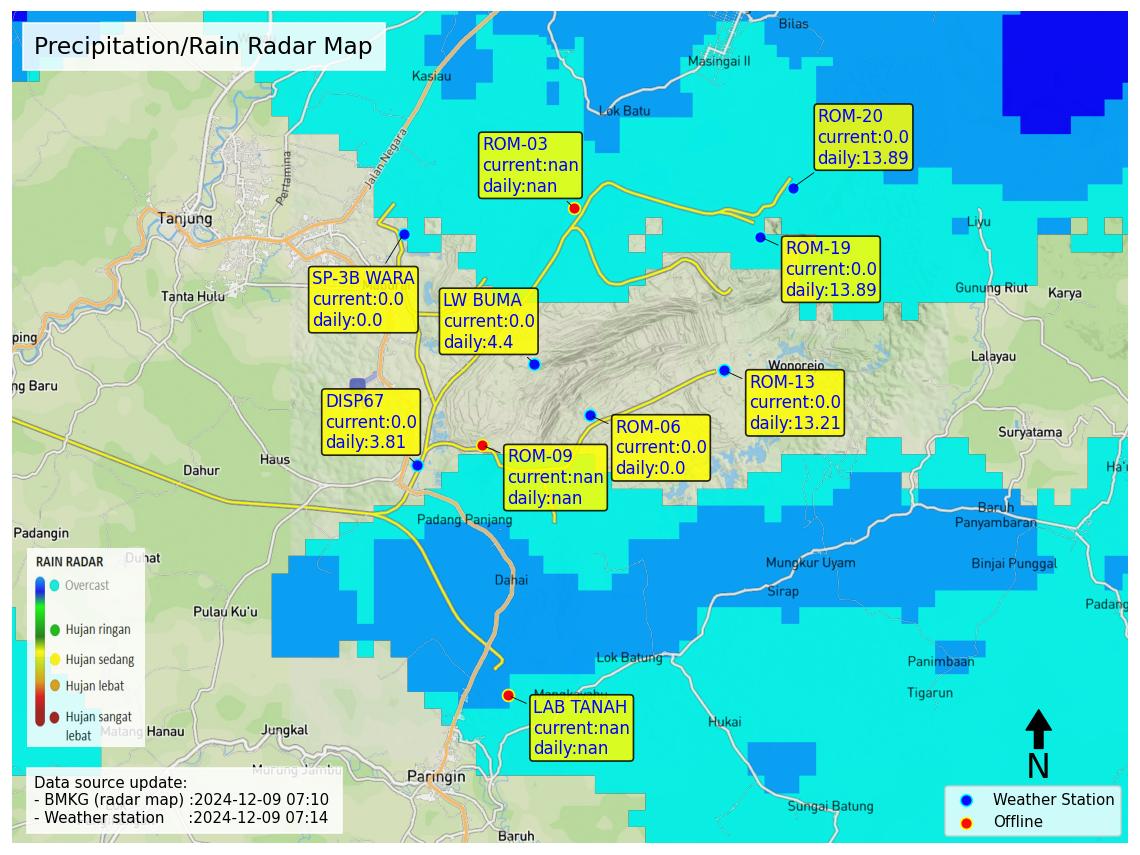 Precipitation/Rain Radar Map
Bilas
Masingai II
Kasiau
Lok Batu
ROM-20
current:0.0
daily:13.89
ROM-03
current:nan
daily:nan
Jalan Negara
Pertamina
Tanjung
Liyu
ROM-19
current:0.0
daily:13.89
SP-3B WARA
current:0.0
daily:0.0
Tanta Hulu
LW BUMA
current:0.0
daily:4.4
Gunung Riut
Karya
ping
Lalayau
Wonorejo
ng Baru
ROM-13
current:0.0
daily:13.21
DISP67
current:0.0
daily:3.81
ROM-06
current:0.0
daily:0.0
Suryatama
Haus
Dahur
ROM-09
current:nan
daily:nan
Padang Panjang
Baruh
Panyambaran
Padangin
Duhat
Mungkur Uyam
Binjai Punggal
RAIN RADAR
Overcast
Hujan ringan
Hujan sedang
Hujan lebat
Hujan sangat
lebat
Dahai
Sirap
Padang
Pulau Ku'u
Lok Batung
Panimbaan
Tigarun
LAB TANAH
current:nan
daily:nan
Hukai
Matang Hanau
Jungkal
Murung Jambu
Paringin
N
Sungai Batung
Baruh
Data source update:
- BMKG (radar map) :2024-12-09 07:10
- Weather station :2024-12-09 07:14
Weather Station
Offline